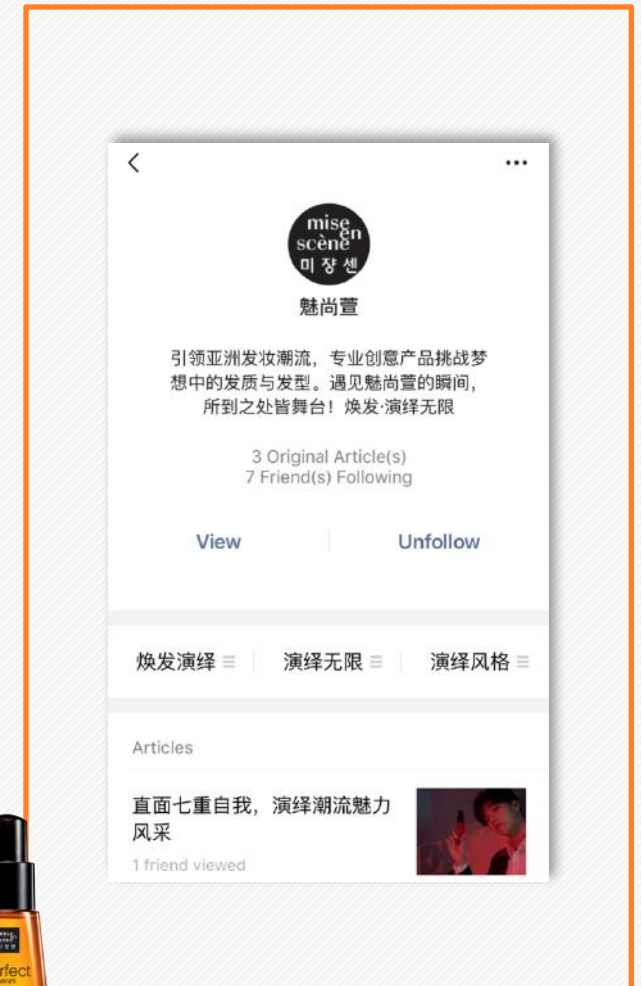 mise
en
scène
미쟝센
魅尚萱
引领亚洲发妆潮流，专业创意产品挑战梦
想中的发质与发型。遇见魅尚萱的瞬间，
所到之处皆舞台！焕发·演绎无限
3 Original Article(s)
7 Friend(s) Following
View
Unfollow
焕发演绎
演绎无限
演绎风格
Articles
直面七重自我，演绎潮流魅力
风采
1 friend viewed
rfect